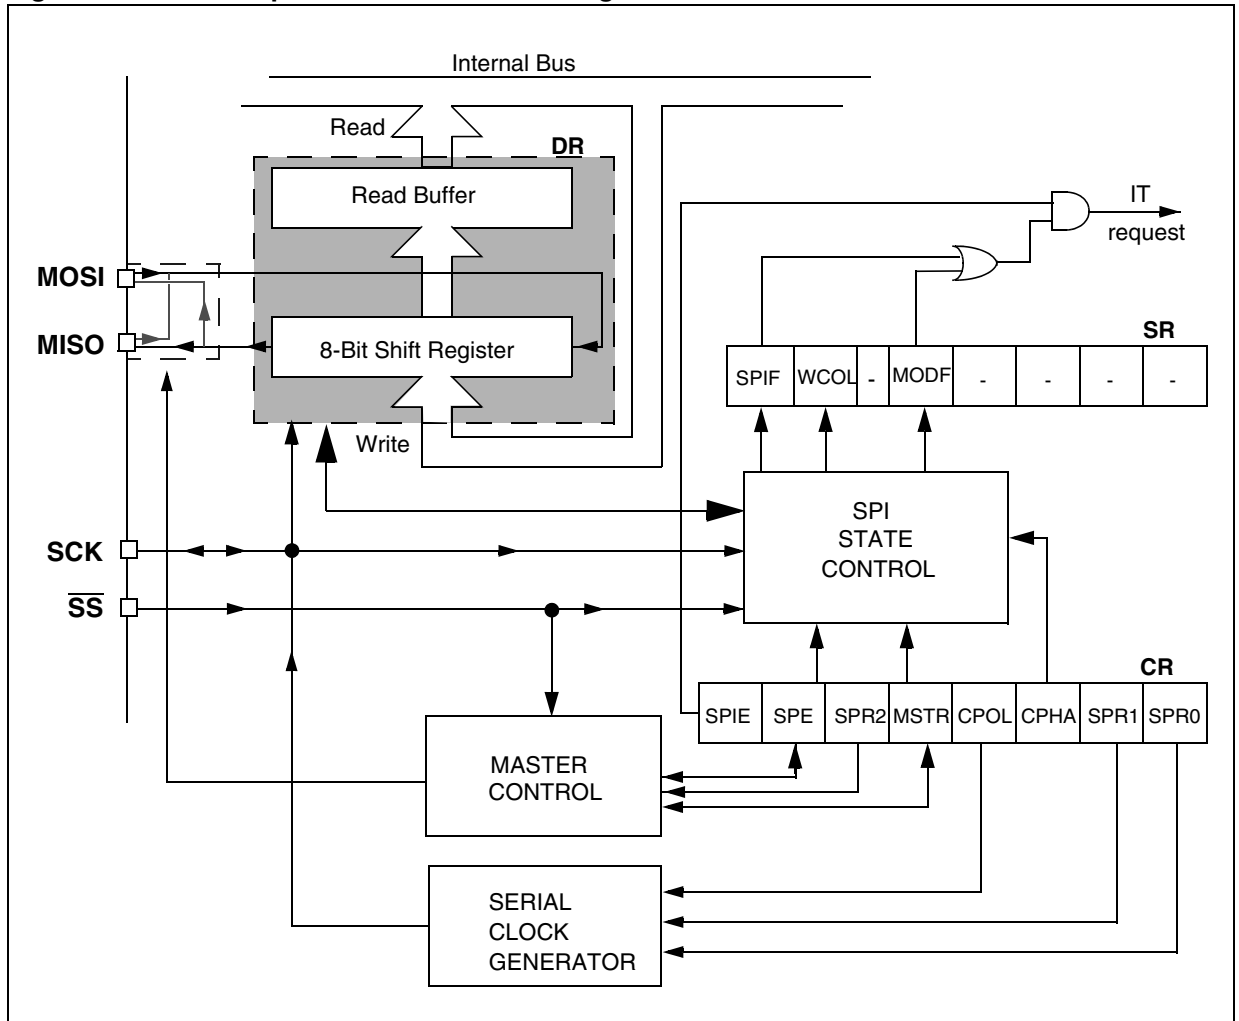 Internal Bus
Read
DR
Read Buffer
IT
request
MOSI
MISO
8-Bit Shift Register
SR
SPIF WCOL - MODF - - - -
Write
SPI
STATE
CONTROL
SCK
SS
CR
SPIE SPE SPR2 MSTR CPOL CPHA SPR1 SPR0
MASTER
CONTROL
SERIAL
CLOCK
GENERATOR